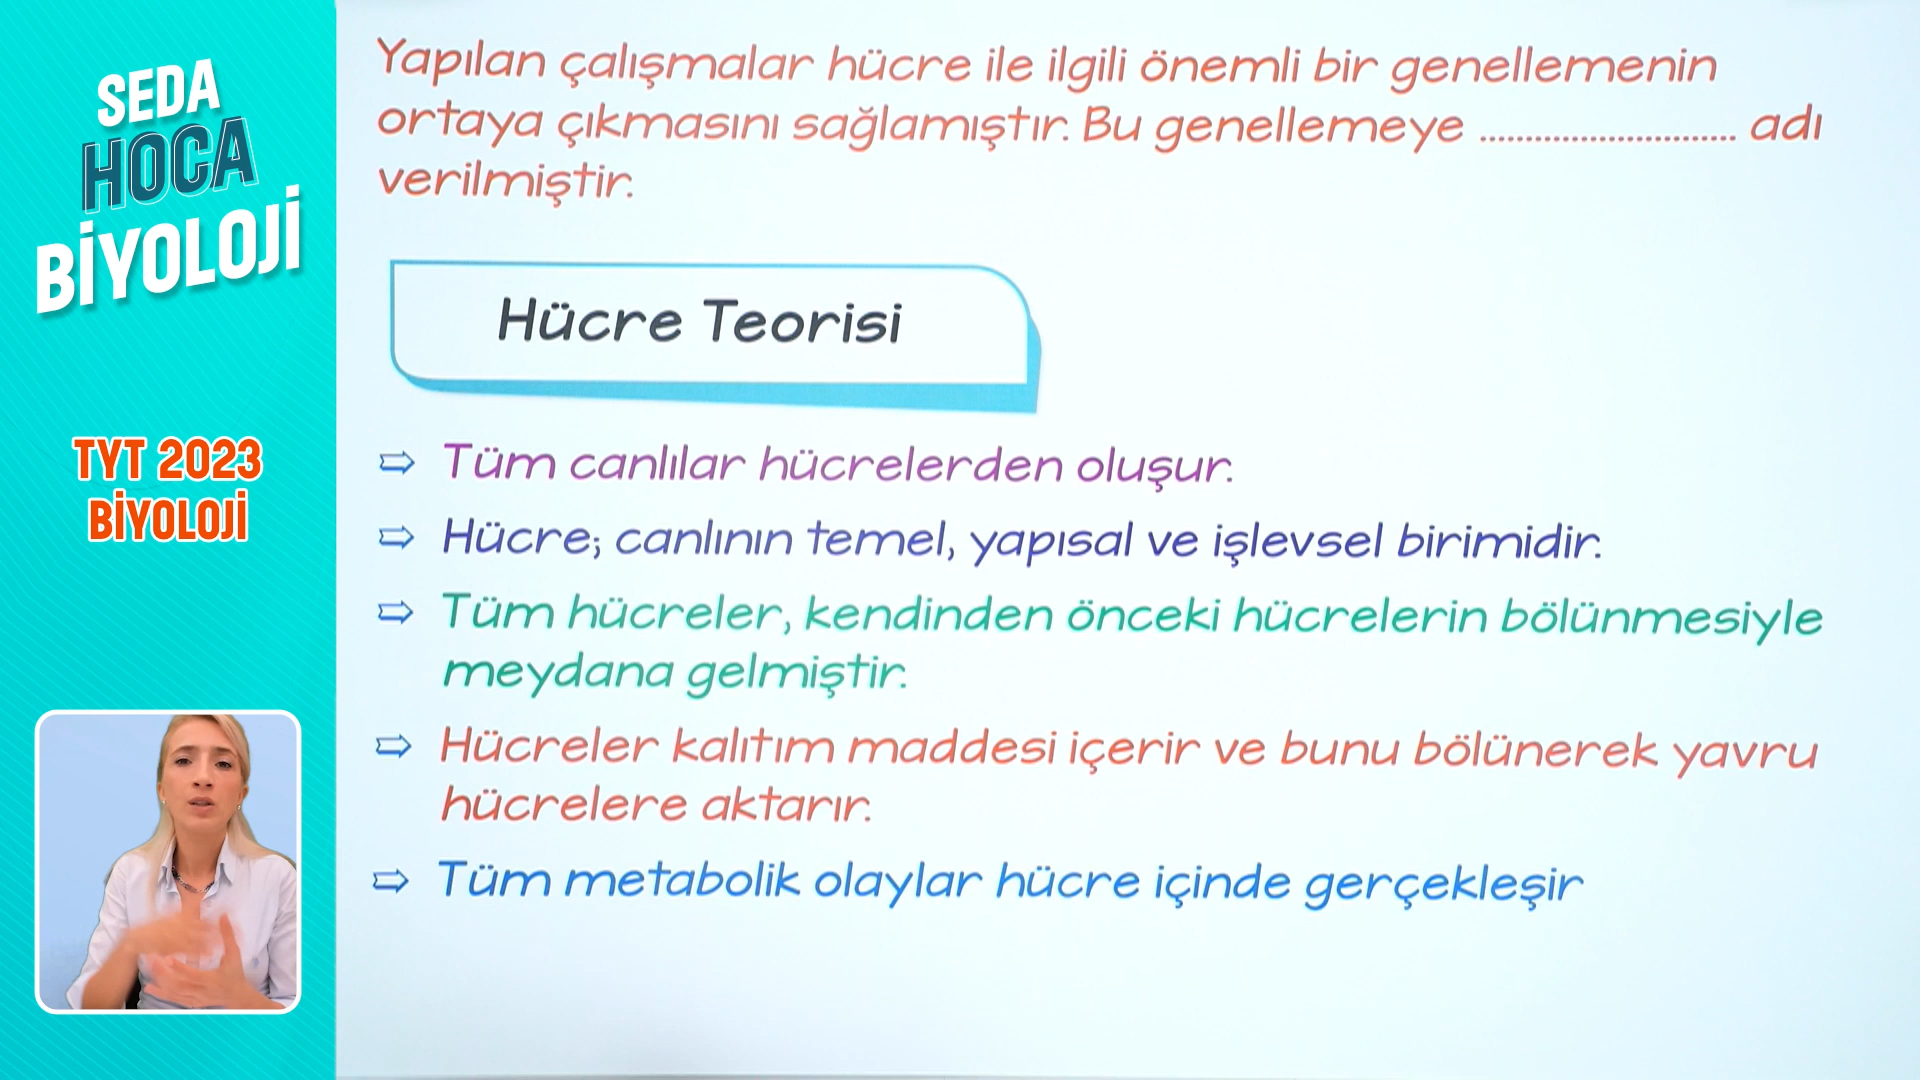 SEDA
HOCA
BİYOLOJİ
TYT 2023
BİYOLOJİ
Yapılan çalışmalar hücre ile ilgili önemli bir genellemenin
ortaya çıkmasını sağlamıştır. Bu genellemeye ............................ adı
verilmiştir.
Hücre Teorisi
⇨ Tüm canlılar hücrelerden oluşur.
⇨ Hücre; canlının temel, yapısal ve işlevsel birimidir.
⇨ Tüm hücreler, kendinden önceki hücrelerin bölünmesiyle
meydana gelmiştir.
⇨ Hücreler kalıtım maddesi içerir ve bunu bölünerek yavru
hücrelere aktarır.
⇨ Tüm metabolik olaylar hücre içinde gerçekleşir